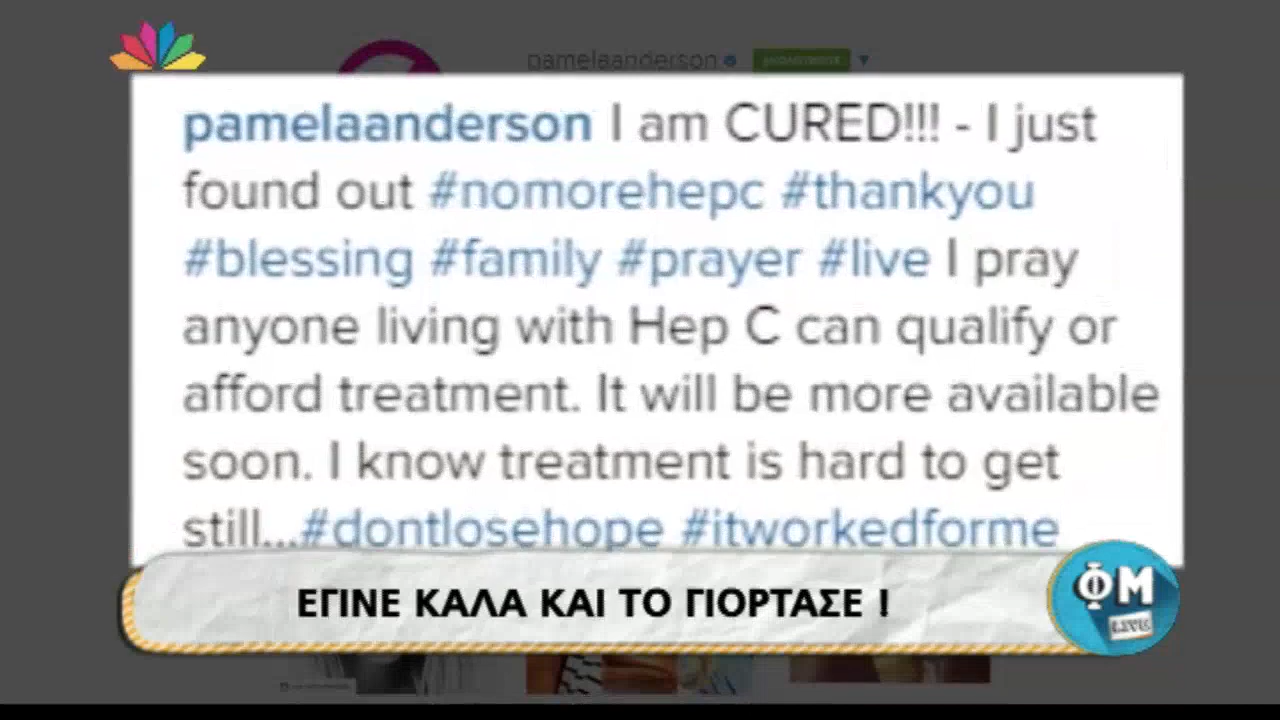 pamelaanderson
pamelaanderson I am CURED!!! - I just
found out #nomorehepc #thankyou
#blessing #family #prayer #live I pray
anyone living with Hep C can qualify or
afford treatment. It will be more available
soon. I know treatment is hard to get
still...#dontlosehope #itworkedforme
ΕΓΙΝΕ ΚΑΛΑ ΚΑΙ ΤΟ ΓΙΟΡΤΑΣΕ !
ΦΜ
LIVE